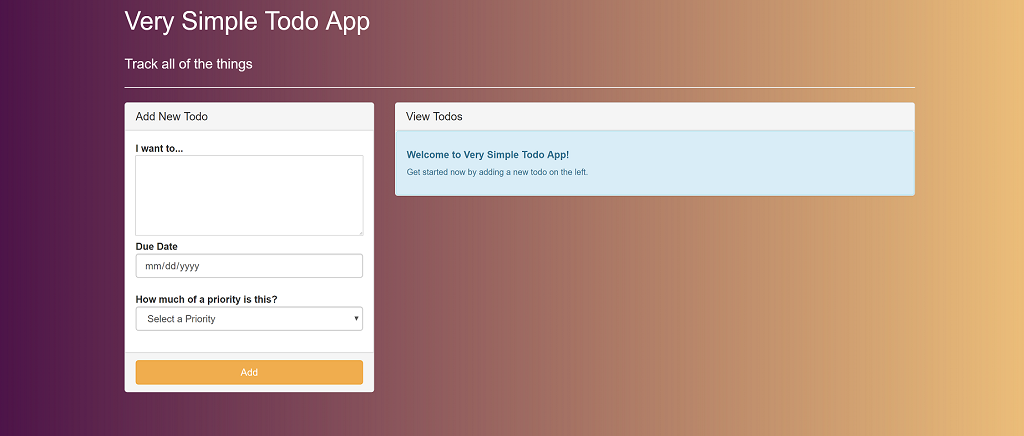 Very Simple Todo App
Track all of the things
Add New Todo
I want to...
Due Date
mm/dd/yyyy
How much of a priority is this?
Select a Priority
Add
View Todos
Welcome to Very Simple Todo App!
Get started now by adding a new todo on the left.